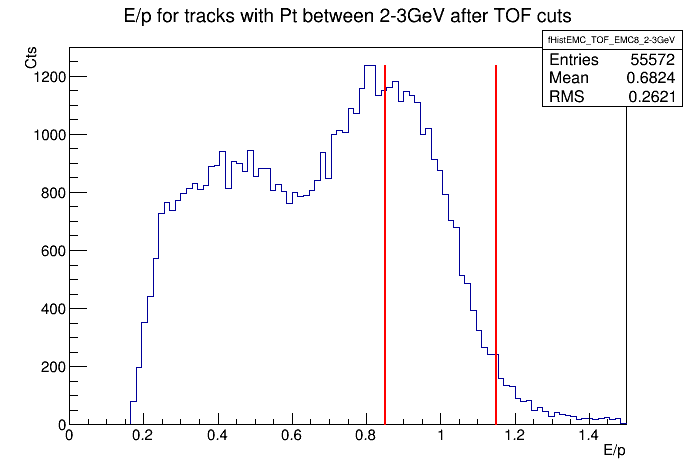 E/p for tracks with Pt between 2-3GeV after TOF cuts
fHistEMC_TOF_EMC8_2-3GeV
Entries 55572
Mean 0.6824
RMS 0.2621
Cts
1200
1000
800
600
400
200
0
0 0.2 0.4 0.6 0.8 1 1.2 1.4
E/p